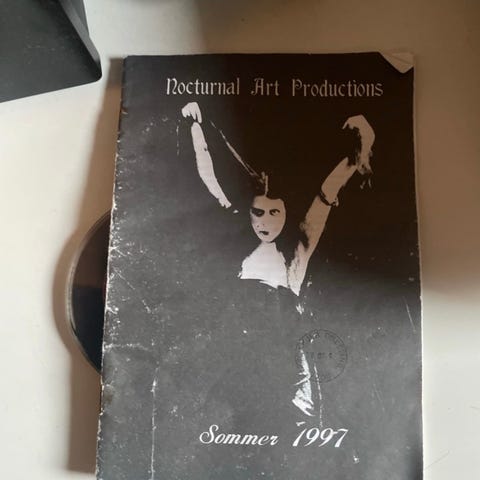 Nocturnal Art Productions
Sommer 1997